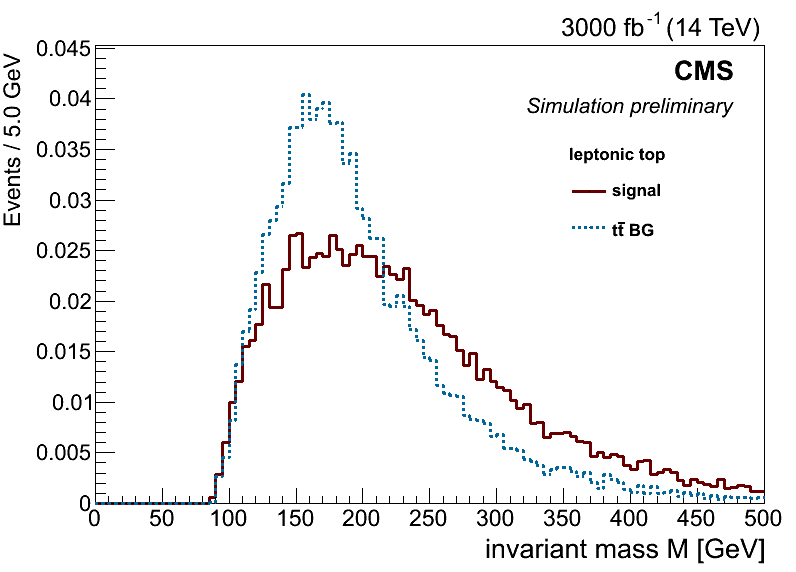 3000 fb-1 (14 TeV)
CMS
Simulation preliminary
leptonic top
signal
tt̄ BG
Events / 5.0 GeV
0.045
0.04
0.035
0.03
0.025
0.02
0.015
0.01
0.005
0
0 50 100 150 200 250 300 350 400 450 500
invariant mass M [GeV]